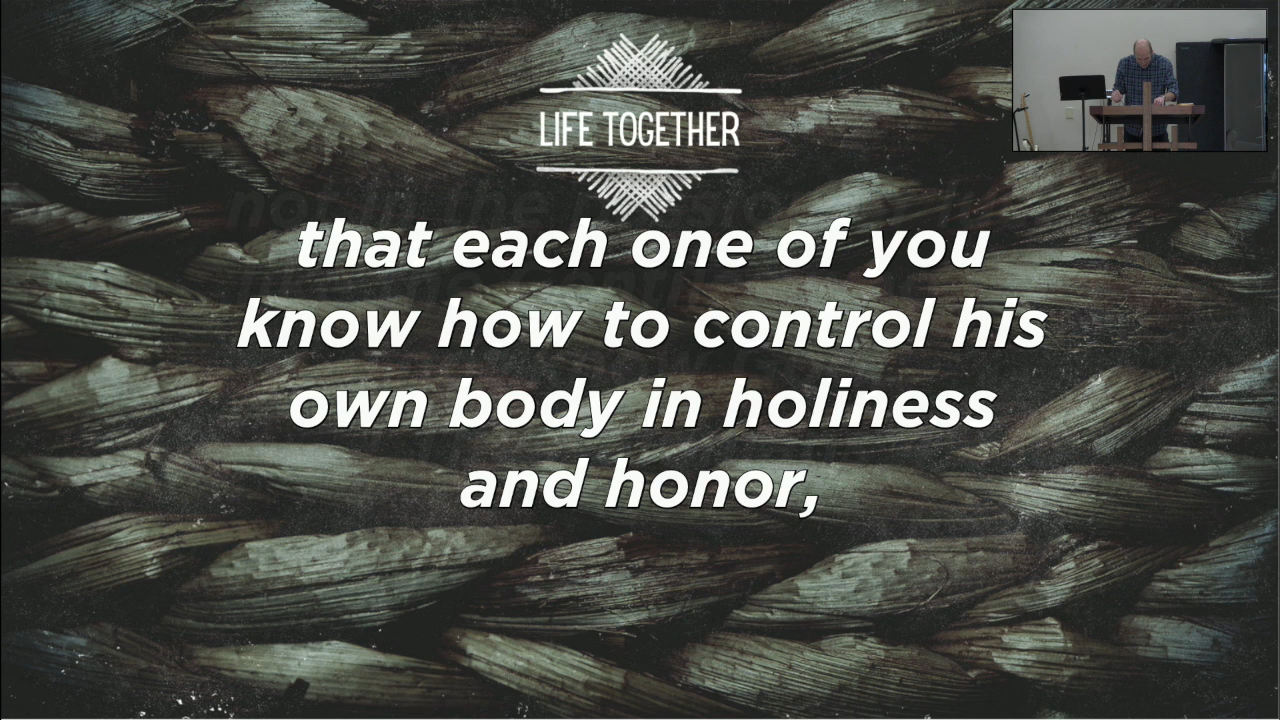 LIFE TOGETHER
that each one of you
know how to control his
own body in holiness
and honor,